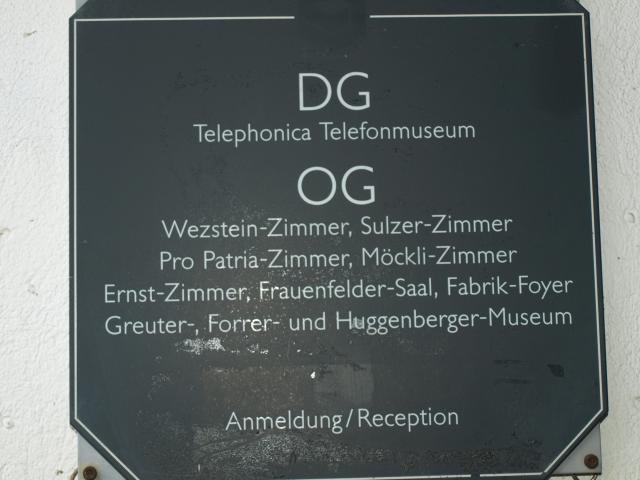 DG
Telephonica Telefonmuseum
OG
Wezstein-Zimmer, Sulzer-Zimmer
Pro Patria-Zimmer, Möckli-Zimmer
Ernst-Zimmer, Frauenfelder-Saal, Fabrik-Foyer
Greuter-, Forrer- und Huggenberger-Museum
Anmeldung/Reception